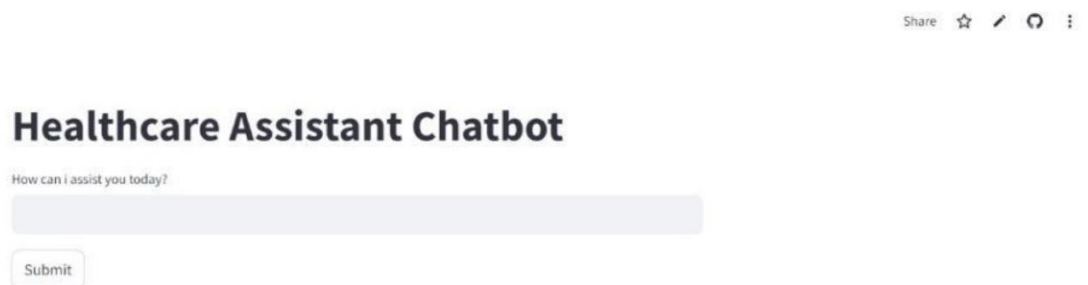 Share
Healthcare Assistant Chatbot
How can i assist you today?
Submit